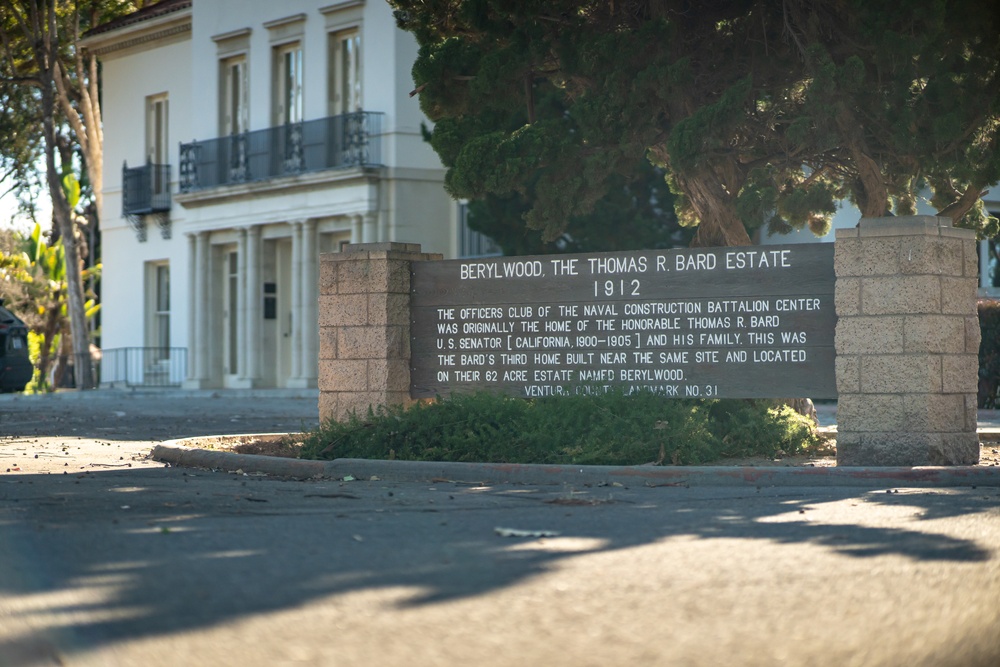 BERYLWOOD, THE THOMAS R. BARD ESTATE
1912
THE OFFICERS CLUB OF THE NAVAL CONSTRUCTION BATTALION CENTER
WAS ORIGINALLY THE HOME OF THE HONORABLE THOMAS R. BARD
U.S. SENATOR [CALIFORNIA, 1900-1905] AND HIS FAMILY. THIS WAS
THE BARD'S THIRD HOME BUILT NEAR THE SAME SITE AND LOCATED
ON THEIR 62 ACRE ESTATE NAMED BERYLWOOD.
VENTURA COUNTY LANDMARK NO. 31